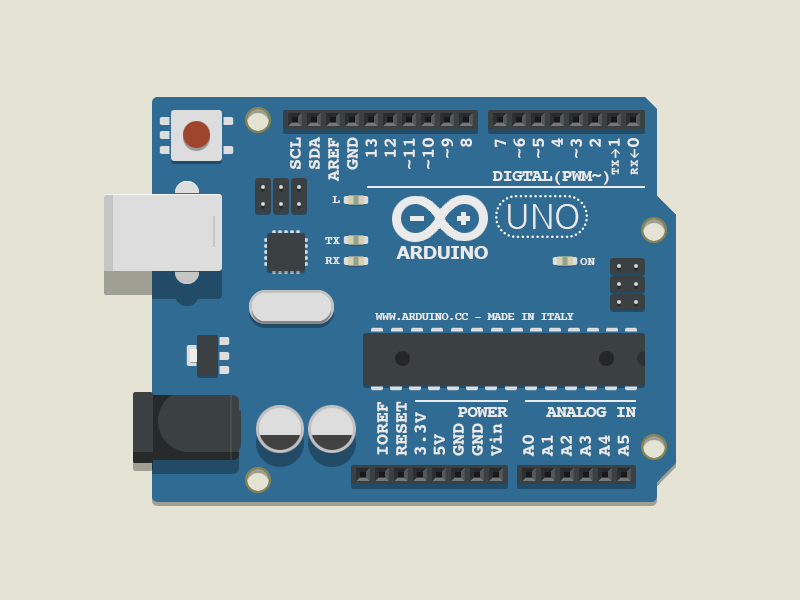 SCL
SDA
AREF
GND
13
12
~11
~10
~9
8
7
~6
~5
4
~3
2
TX→1
RX←0
DIGTAL(PWM~)
L
TX
RX
UNO
ARDUINO
ON
WWW.ARDUINO.CC - MADE IN ITALY
POWER
ANALOG IN
IOREF
RESET
3.3V
5V
GND
GND
Vin
A0
A1
A2
A3
A4
A5